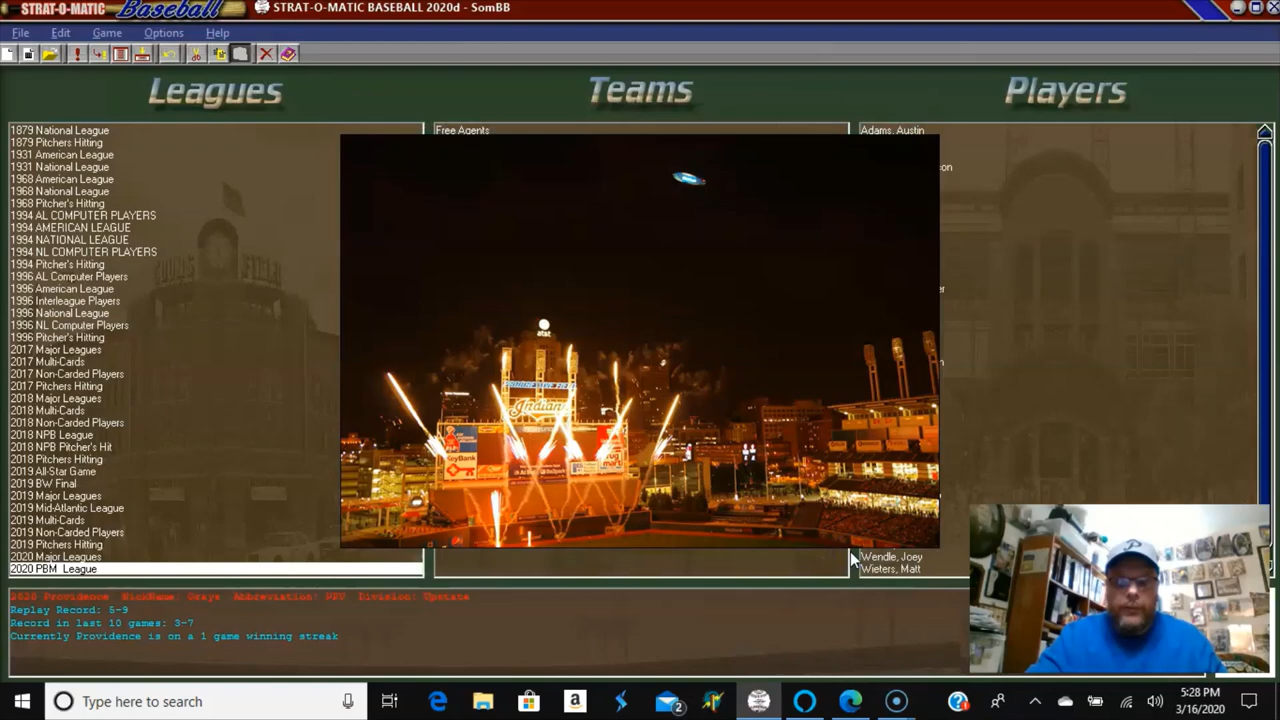 STRAT-O-MATIC
Baseball
STRAT-O-MATIC BASEBALL 2020d - SomBB
File Edit Game Options Help
Leagues
Teams
Players
1879 National League
1879 Pitchers Hitting
1931 American League
1931 National League
1968 American League
1968 National League
1968 Pitcher's Hitting
1994 AL COMPUTER PLAYERS
1994 AMERICAN LEAGUE
1994 NATIONAL LEAGUE
1994 NL COMPUTER PLAYERS
1994 Pitcher's Hitting
1996 AL Computer Players
1996 American League
1996 Interleague Players
1996 National League
1996 NL Computer Players
1996 Pitcher's Hitting
2017 Major Leagues
2017 Multi-Cards
2017 Non-Carded Players
2017 Pitchers Hitting
2018 Major Leagues
2018 Multi-Cards
2018 Non-Carded Players
2018 NPB League
2018 NPB Pitcher's Hit
2018 Pitchers Hitting
2019 All-Star Game
2019 BW Final
2019 Major Leagues
2019 Mid-Atlantic League
2019 Multi-Cards
2019 Non-Carded Players
2019 Pitchers Hitting
2020 Major Leagues
2020 PBM League
Free Agents
at&t
PROGRESSIVE FIELD
Indians
KeyBank
Adams, Austin
on
er
Wendle, Joey
Wieters, Matt
2020 Providence NickName: Grays Abbreviation: PPV Division: Upstate
Replay Record: 5-9
Record in last 10 games: 3-7
Currently Providence is on a 1 game winning streak
Type here to search
2
5:28 PM
3/16/2020